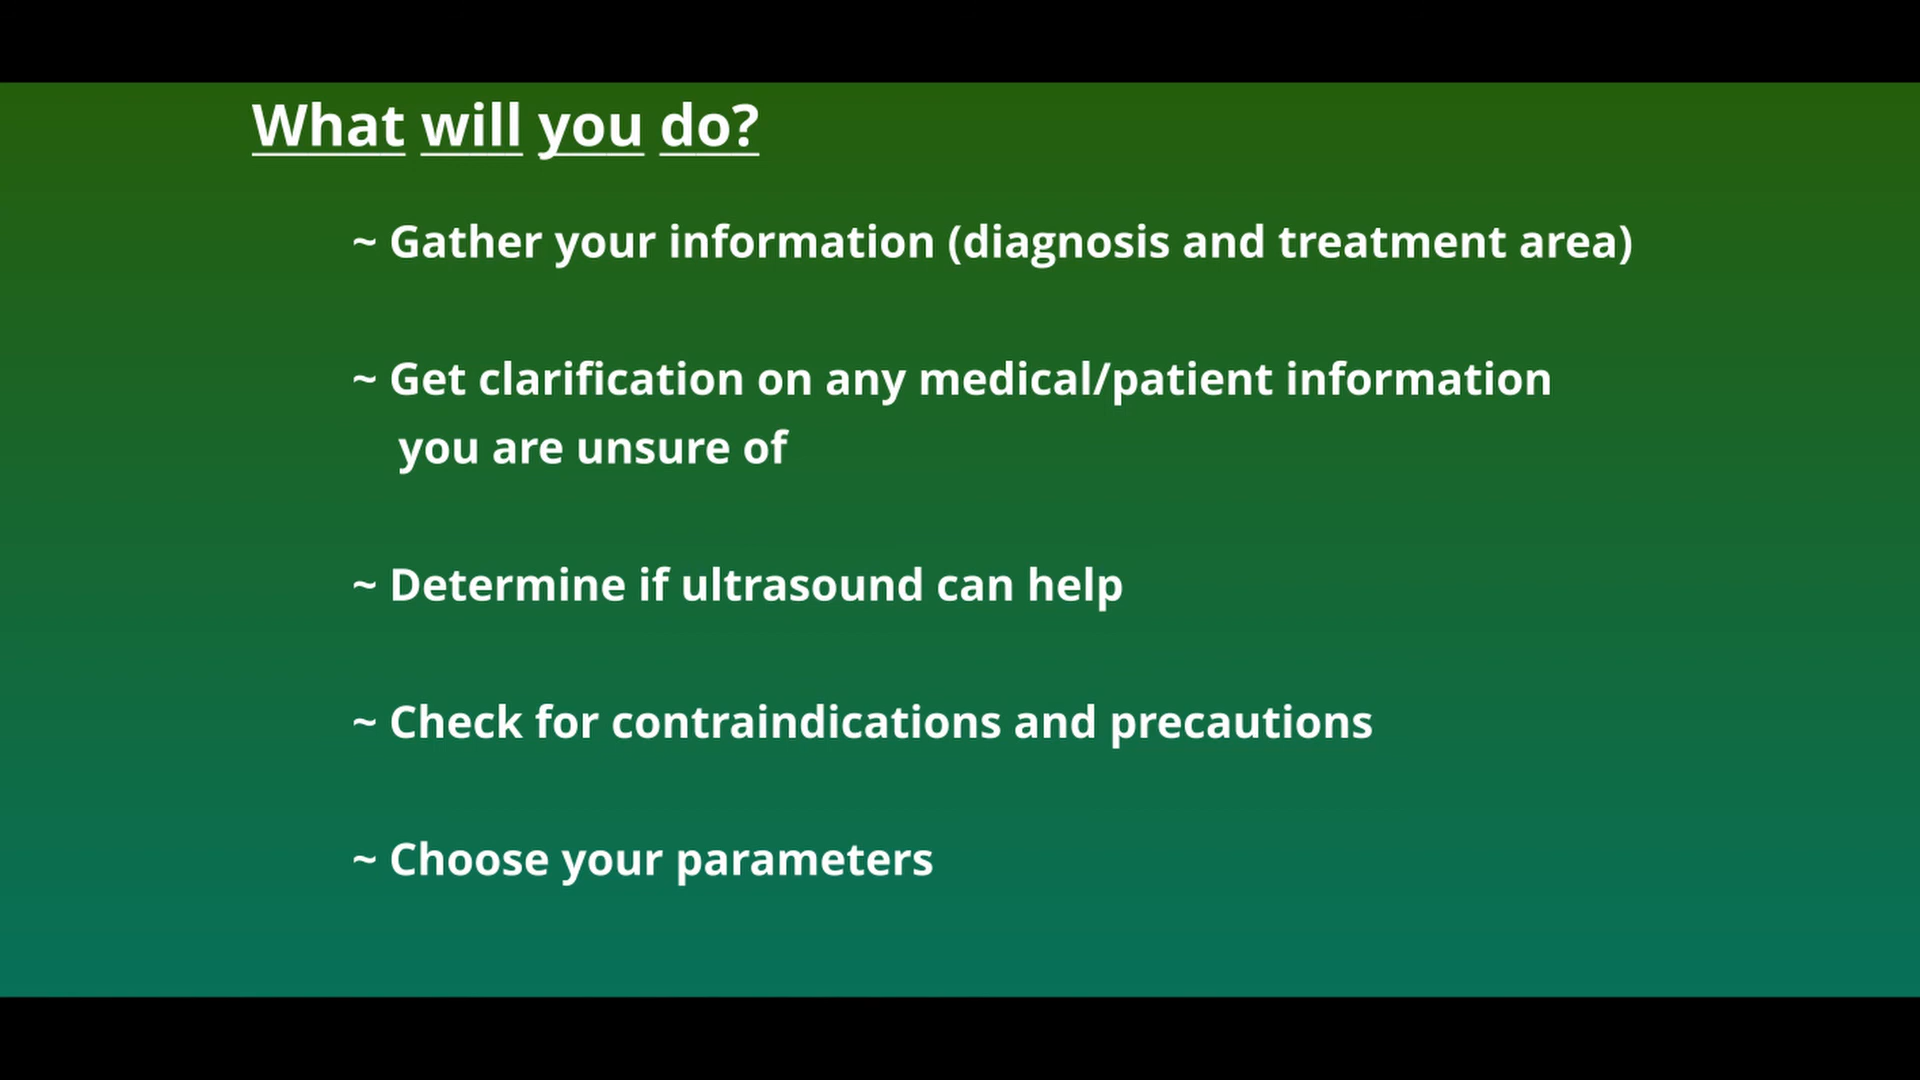 What will you do?
~ Gather your information (diagnosis and treatment area)
~ Get clarification on any medical/patient information
you are unsure of
~ Determine if ultrasound can help
~ Check for contraindications and precautions
~ Choose your parameters